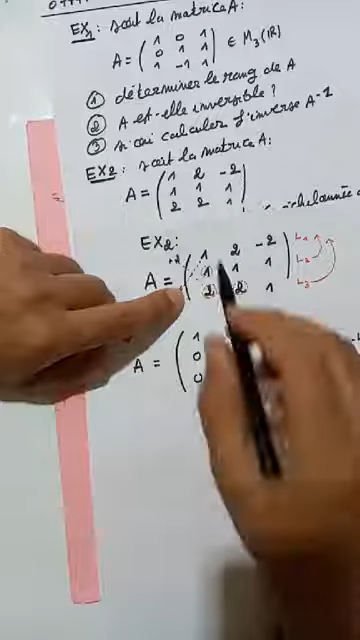 EX1: soit la matrice A:
A = ( 1 0 1
0 1 1
1 -1 1 ) ∈ M3(IR)
① déterminer le rang de A
② A est-elle inversible ?
③ si oui calculer l'inverse A-1
EX2: soit la matrice A:
A = ( 1 2 -2
1 1 1
2 2 1 )
EX2:
A = ( 1 2 -2 ) L1
1 1 1 L2
2 2 1 L3
A = ( 1
0
0